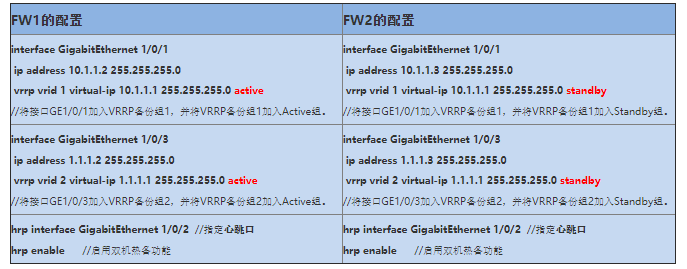 FW1的配置
FW2的配置
interface GigabitEthernet 1/0/1
ip address 10.1.1.2 255.255.255.0
vrrp vrid 1 virtual-ip 10.1.1.1 255.255.255.0 active
//将接口GE1/0/1加入VRRP备份组1，并将VRRP备份组1加入Active组。
interface GigabitEthernet 1/0/1
ip address 10.1.1.3 255.255.255.0
vrrp vrid 1 virtual-ip 10.1.1.1 255.255.255.0 standby
//将接口GE1/0/1加入VRRP备份组1，并将VRRP备份组1加入Standby组。
interface GigabitEthernet 1/0/3
ip address 1.1.1.2 255.255.255.0
vrrp vrid 2 virtual-ip 1.1.1.1 255.255.255.0 active
//将接口GE1/0/3加入VRRP备份组2，并将VRRP备份组2加入Active组。
interface GigabitEthernet 1/0/3
ip address 1.1.1.3 255.255.255.0
vrrp vrid 2 virtual-ip 1.1.1.1 255.255.255.0 standby
//将接口GE1/0/3加入VRRP备份组2，并将VRRP备份组2加入Standby组。
hrp interface GigabitEthernet 1/0/2 //指定心跳口
hrp enable //启用双机热备功能
hrp interface GigabitEthernet 1/0/2 //指定心跳口
hrp enable //启用双机热备功能